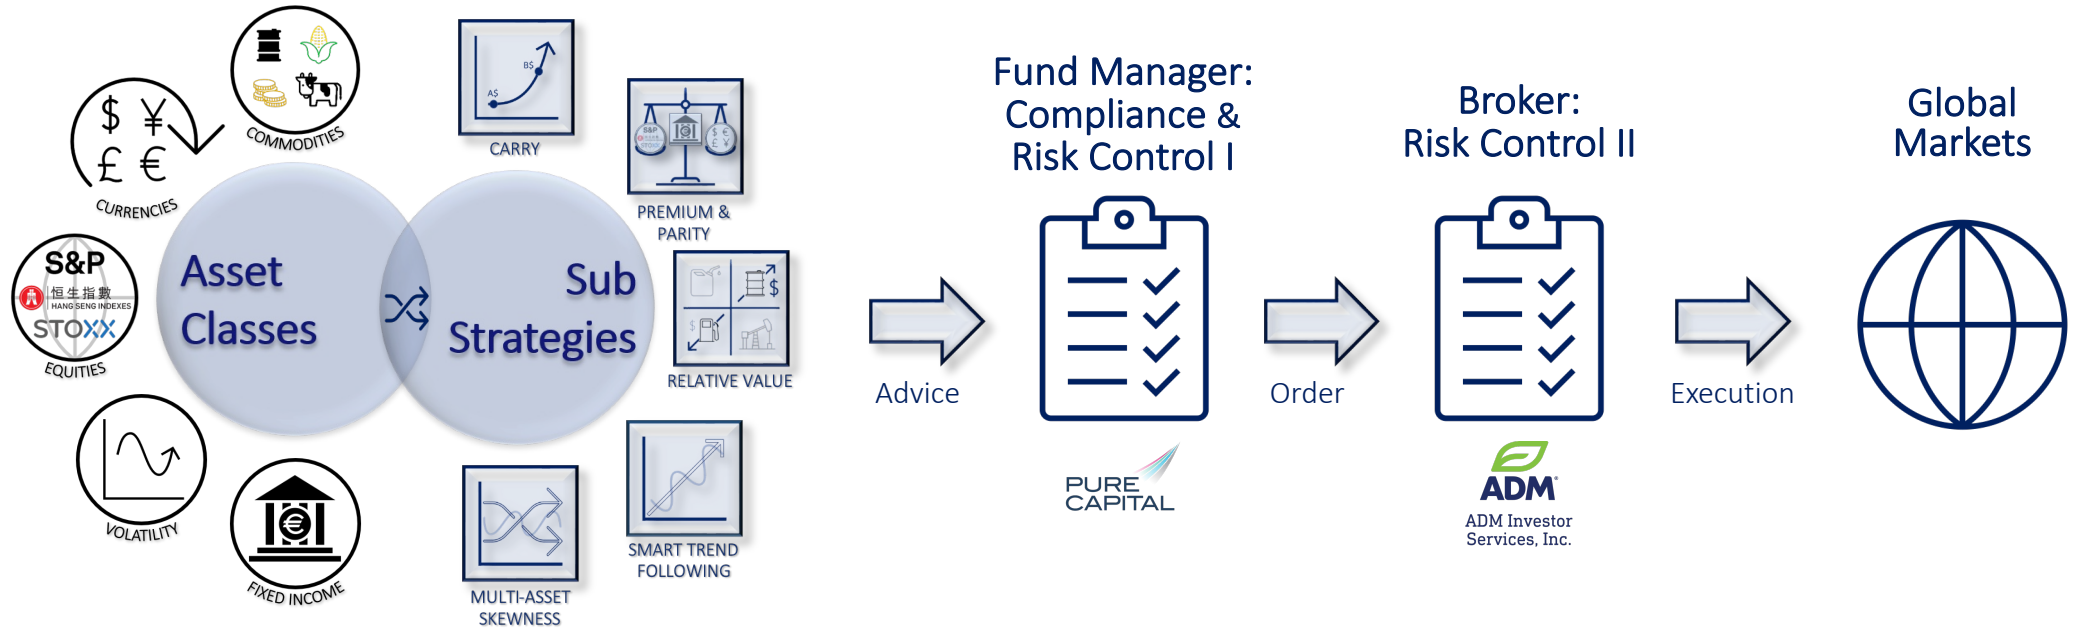 COMMODITIES
$ ¥
£ €
CURRENCIES
S&P
恒生指數
HANG SENG INDEXES
STOXX
EQUITIES
VOLATILITY
€
FIXED INCOME
Asset
Classes
Sub
Strategies
A$
B$
CARRY
S&P
STOXX
$ €
£ ¥
PREMIUM &
PARITY
$
$
RELATIVE VALUE
SMART TREND
FOLLOWING
MULTI-ASSET
SKEWNESS
Advice
Fund Manager:
Compliance &
Risk Control I
PURE
CAPITAL
Order
Broker:
Risk Control II
ADM®
ADM Investor
Services, Inc.
Execution
Global
Markets